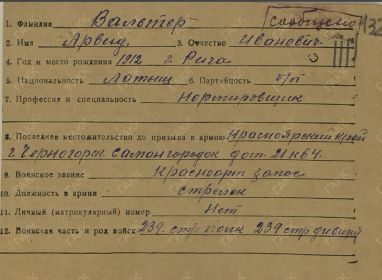 сообщено
1. Фамилия Вальтер
2. Имя Арвид. 3. Отчество Иванович.
4. Год и место рождения 1912 г. Рига
5. Национальность латыш 6. Партийность б/п
7. Профессия и специальность Нормировщик
8. Последнее местожительство до призыва в армию Красноярский Край
г. Черногорск Самонгородок дом 21 кв 4.
9. Воинское звание Красноарм запас
10. Должность в армии стрелок
11. Личный (матрикулярный) номер Нет
12. Воинская часть и род войск 239. стр полк 239 стр дивизия